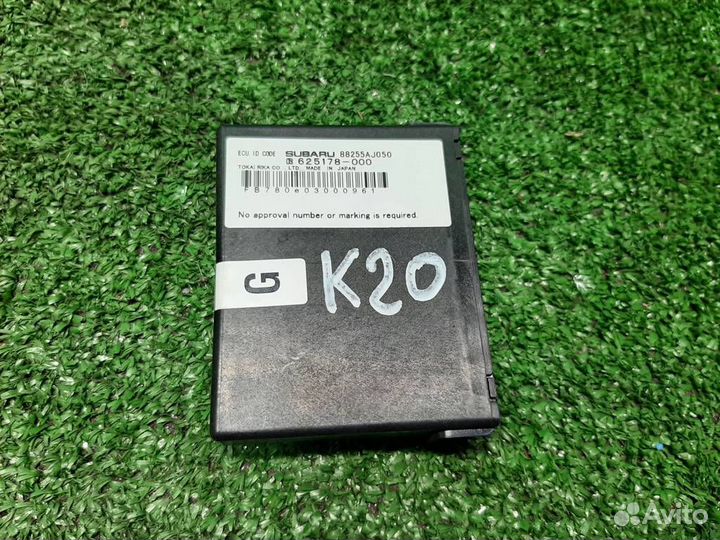 ECU.ID CODE SUBARU 88255AJ050
625178-000
TOKAI RIKA CO., LTD. MADE IN JAPAN
FB780e03000961
No approval number or marking is required.
G
K20
Avito